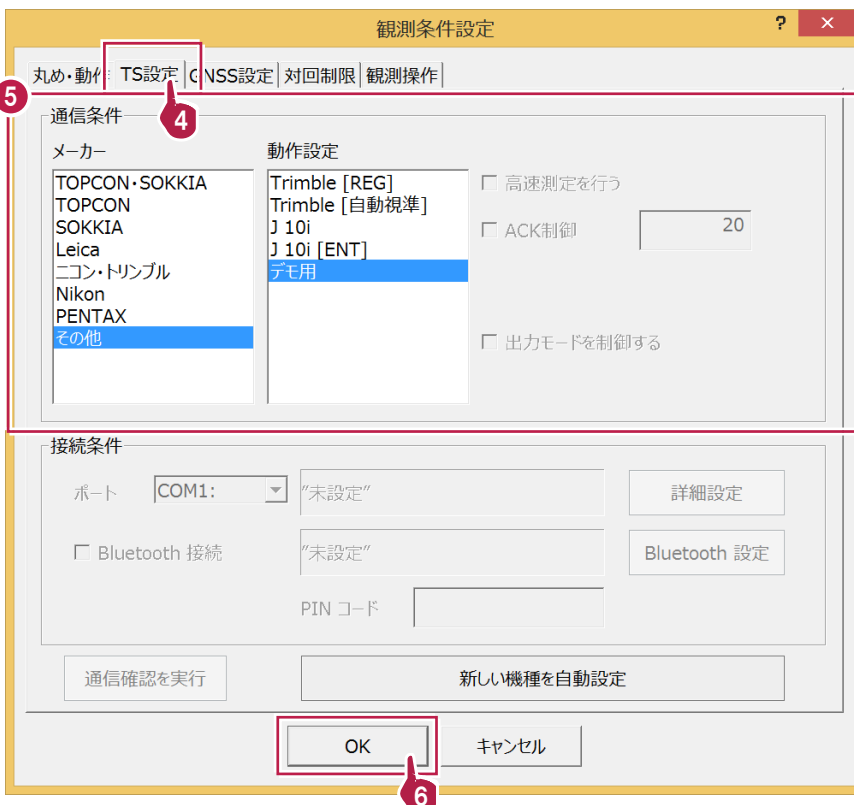 観測条件設定
?
×
丸め・動作 TS設定 GNSS設定 対回制限 観測操作
5
4
通信条件
メーカー
TOPCON・SOKKIA
TOPCON
SOKKIA
Leica
ニコン・トリンブル
Nikon
PENTAX
その他
動作設定
Trimble [REG]
Trimble [自動視準]
J 10i
J 10i [ENT]
デモ用
高速測定を行う
ACK制御 20
出力モードを制御する
接続条件
ポート COM1: "未設定" 詳細設定
Bluetooth 接続 "未設定" Bluetooth 設定
PIN コード
通信確認を実行 新しい機種を自動設定
OK キャンセル
6